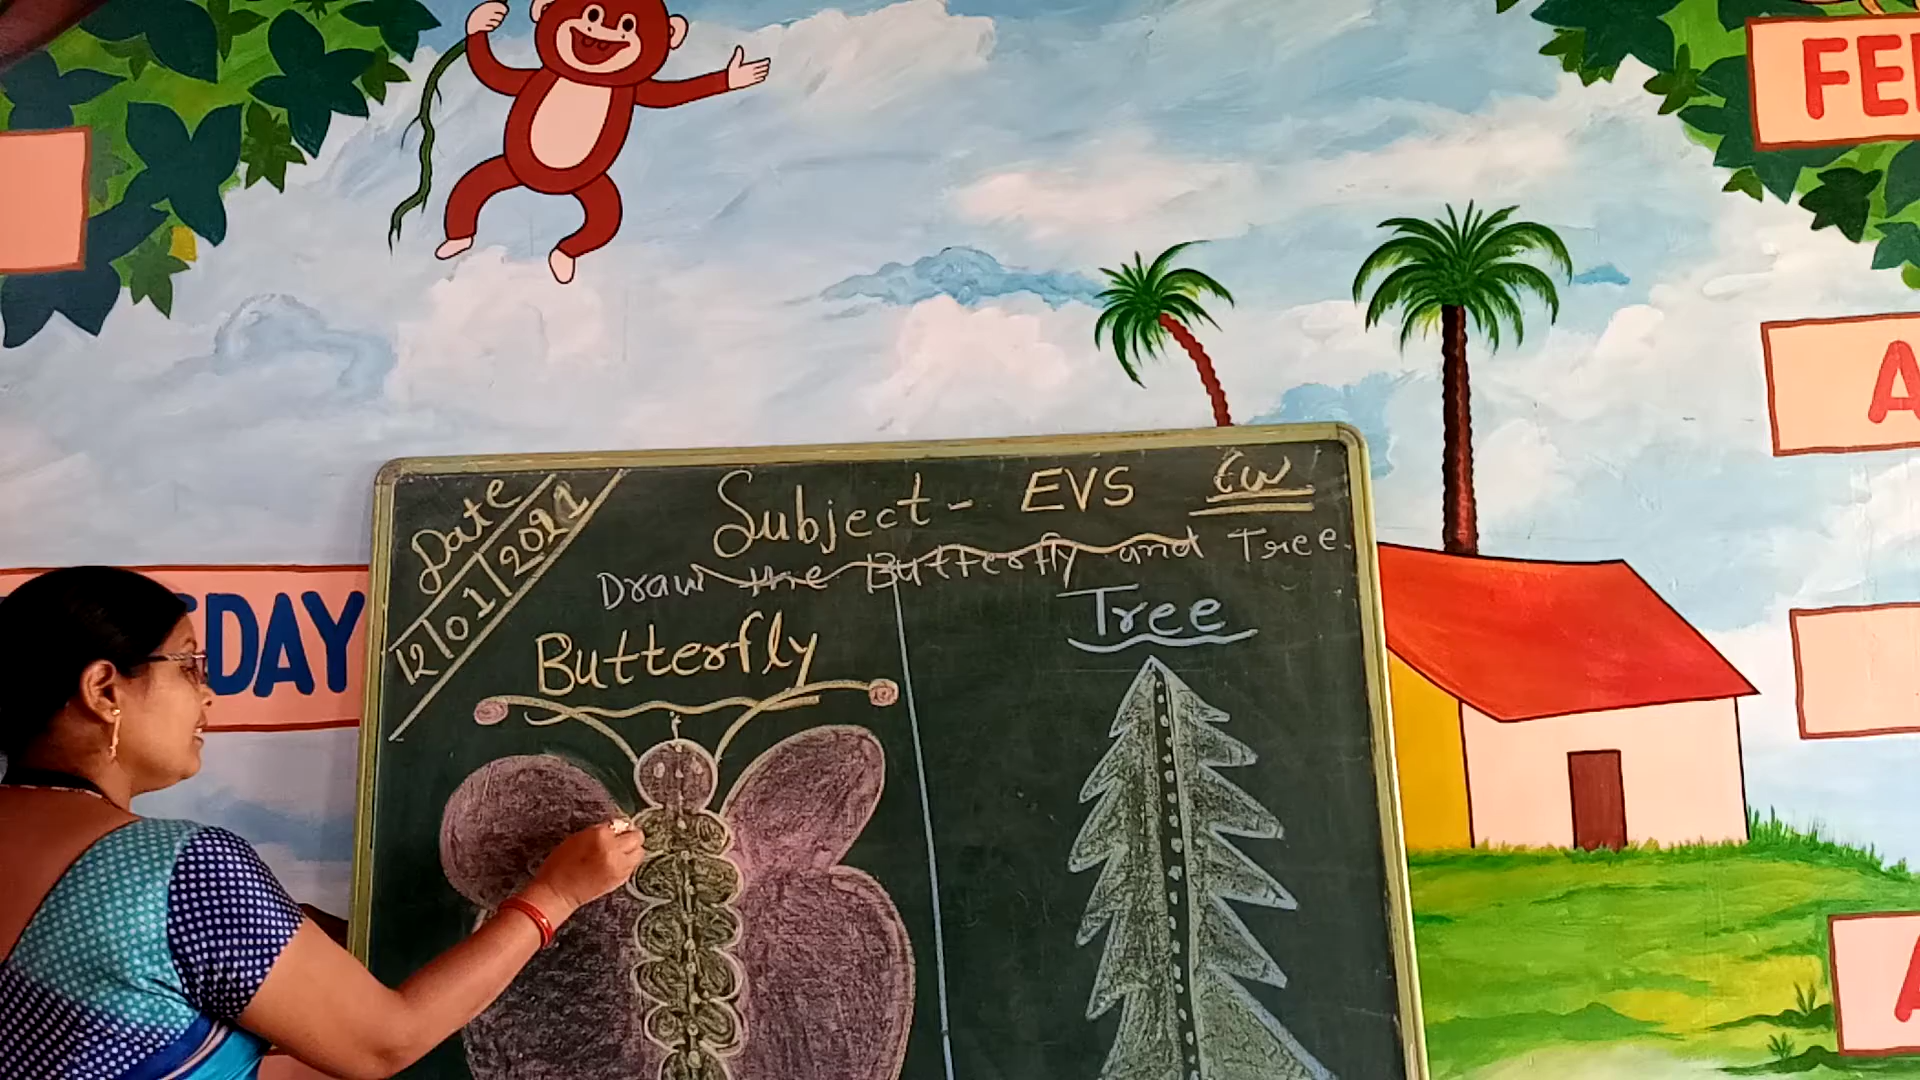 FE
A
Date
12/01/2021
Subject - EVS
Cw
Draw the Butterfly and Tree.
Butterfly
Tree
DAY
A